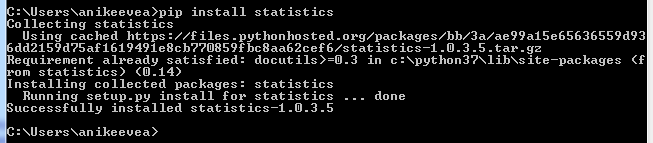 C:\Users\anikeevea>pip install statistics
Collecting statistics
Using cached https://files.pythonhosted.org/packages/bb/3a/ae99a15e65636559d93
6dd2159d75af1619491e8cb770859fbc8aa62cef6/statistics-1.0.3.5.tar.gz
Requirement already satisfied: docutils>=0.3 in c:\python37\lib\site-packages (f
rom statistics) (0.14)
Installing collected packages: statistics
Running setup.py install for statistics ... done
Successfully installed statistics-1.0.3.5
C:\Users\anikeevea>